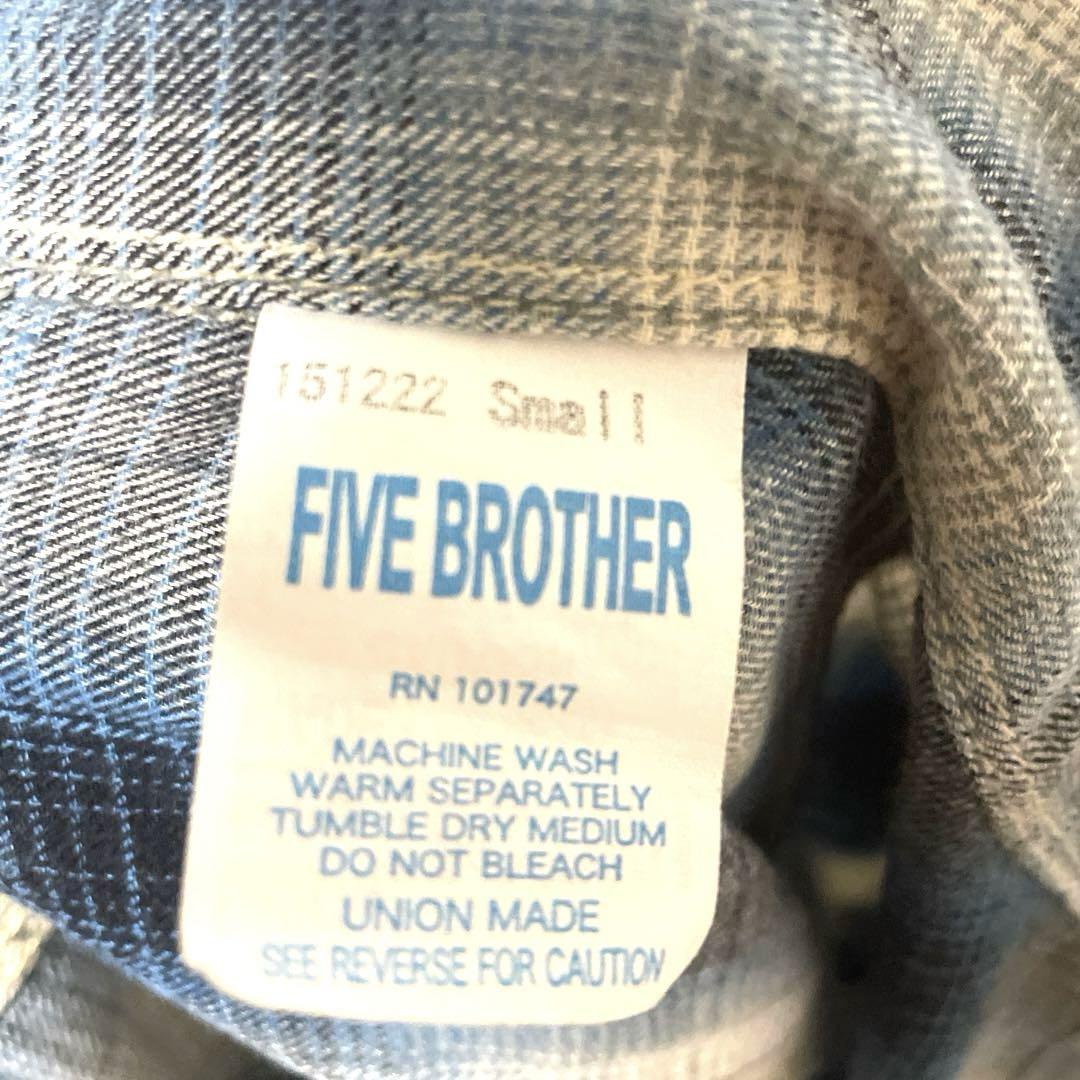 151222 Small
FIVE BROTHER
RN 101747
MACHINE WASH
WARM SEPARATELY
TUMBLE DRY MEDIUM
DO NOT BLEACH
UNION MADE
SEE REVERSE FOR CAUTION